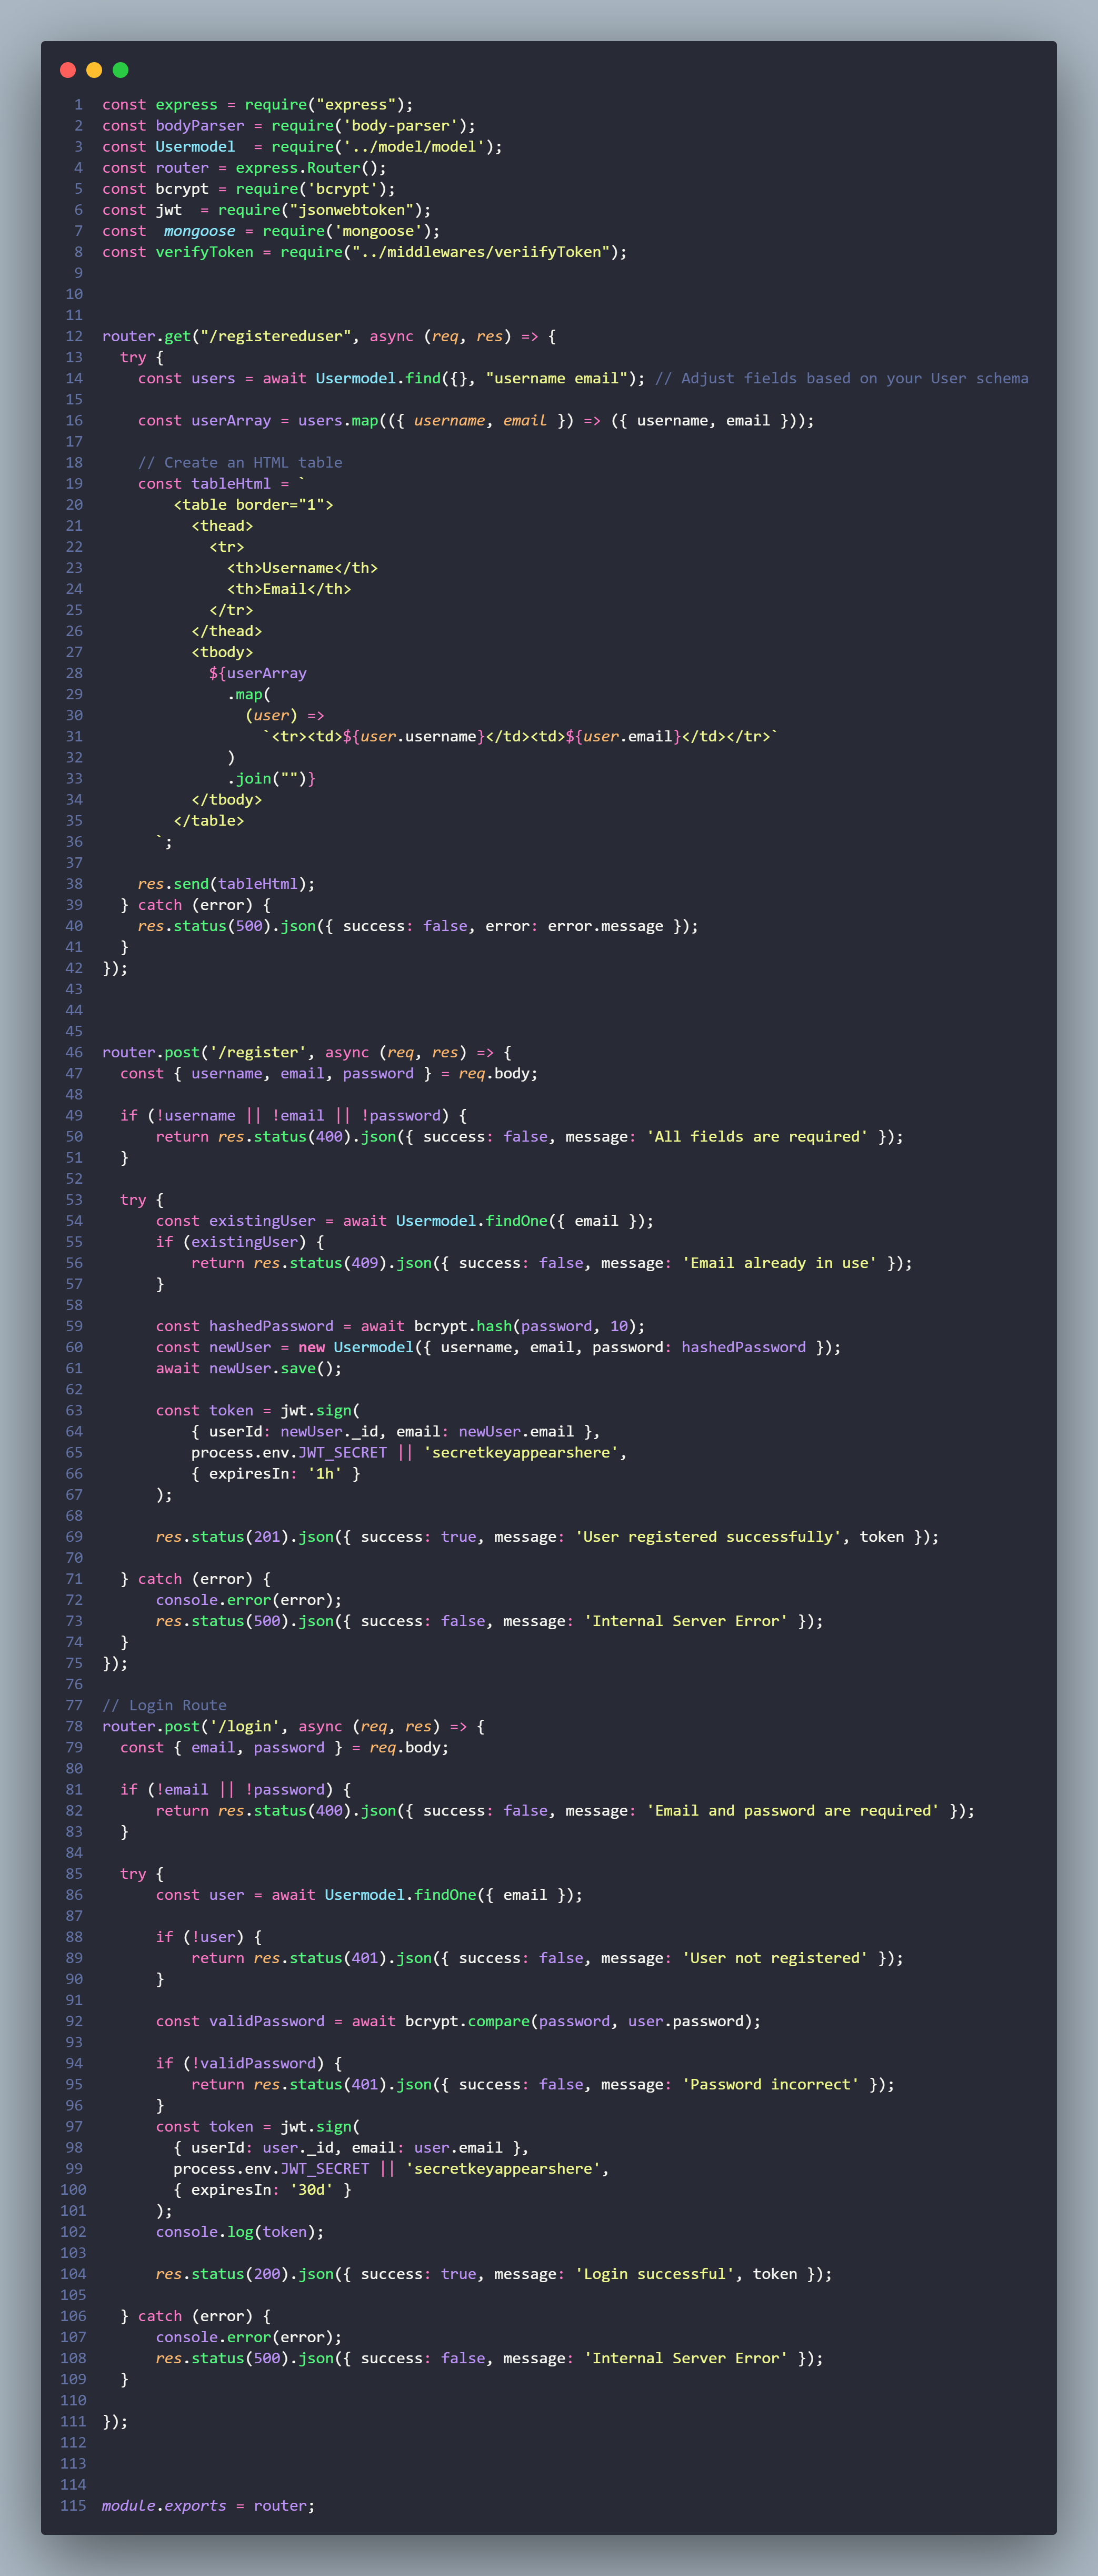 1 const express = require("express");
2 const bodyParser = require('body-parser');
3 const Usermodel  = require('../model/model');
4 const router = express.Router();
5 const bcrypt = require('bcrypt');
6 const jwt  = require("jsonwebtoken");
7 const  mongoose = require('mongoose');
8 const verifyToken = require("../middlewares/veriifyToken");
9
10
11
12 router.get("/registereduser", async (req, res) => {
13   try {
14     const users = await Usermodel.find({}, "username email"); // Adjust fields based on your User schema
15
16     const userArray = users.map(({ username, email }) => ({ username, email }));
17
18     // Create an HTML table
19     const tableHtml = `
20         <table border="1">
21           <thead>
22             <tr>
23               <th>Username</th>
24               <th>Email</th>
25             </tr>
26           </thead>
27           <tbody>
28             ${userArray
29               .map(
30                 (user) =>
31                   `<tr><td>${user.username}</td><td>${user.email}</td></tr>`
32               )
33               .join("")}
34           </tbody>
35         </table>
36       `;
37
38     res.send(tableHtml);
39   } catch (error) {
40     res.status(500).json({ success: false, error: error.message });
41   }
42 });
43
44
45
46 router.post('/register', async (req, res) => {
47   const { username, email, password } = req.body;
48
49   if (!username || !email || !password) {
50       return res.status(400).json({ success: false, message: 'All fields are required' });
51   }
52
53   try {
54       const existingUser = await Usermodel.findOne({ email });
55       if (existingUser) {
56           return res.status(409).json({ success: false, message: 'Email already in use' });
57       }
58
59       const hashedPassword = await bcrypt.hash(password, 10);
60       const newUser = new Usermodel({ username, email, password: hashedPassword });
61       await newUser.save();
62
63       const token = jwt.sign(
64           { userId: newUser._id, email: newUser.email },
65           process.env.JWT_SECRET || 'secretkeyappearshere',
66           { expiresIn: '1h' }
67       );
68
69       res.status(201).json({ success: true, message: 'User registered successfully', token });
70
71   } catch (error) {
72       console.error(error);
73       res.status(500).json({ success: false, message: 'Internal Server Error' });
74   }
75 });
76
77 // Login Route
78 router.post('/login', async (req, res) => {
79   const { email, password } = req.body;
80
81   if (!email || !password) {
82       return res.status(400).json({ success: false, message: 'Email and password are required' });
83   }
84
85   try {
86       const user = await Usermodel.findOne({ email });
87
88       if (!user) {
89           return res.status(401).json({ success: false, message: 'User not registered' });
90       }
91
92       const validPassword = await bcrypt.compare(password, user.password);
93
94       if (!validPassword) {
95           return res.status(401).json({ success: false, message: 'Password incorrect' });
96       }
97       const token = jwt.sign(
98         { userId: user._id, email: user.email },
99         process.env.JWT_SECRET || 'secretkeyappearshere',
100         { expiresIn: '30d' }
101       );
102       console.log(token);
103
104       res.status(200).json({ success: true, message: 'Login successful', token });
105
106   } catch (error) {
107       console.error(error);
108       res.status(500).json({ success: false, message: 'Internal Server Error' });
109   }
110
111 });
112
113
114
115 module.exports = router;